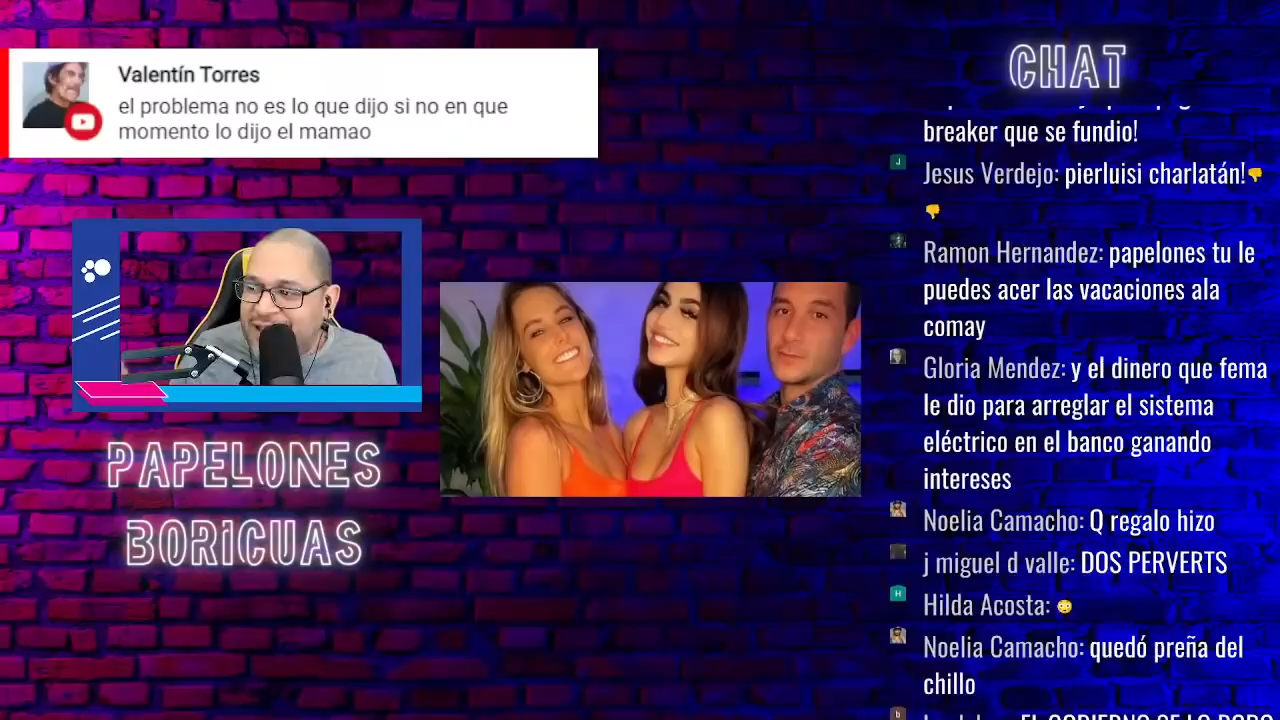 Valentín Torres
el problema no es lo que dijo si no en que
momento lo dijo el mamao
PAPELONES
BORICUAS
CHAT
breaker que se fundio!
J
Jesus Verdejo: pierluisi charlatán!👎
👎
Ramon Hernandez: papelones tu le
puedes acer las vacaciones ala
comay
Gloria Mendez: y el dinero que fema
le dio para arreglar el sistema
eléctrico en el banco ganando
intereses
Noelia Camacho: Q regalo hizo
j miguel d valle: DOS PERVERTS
H
Hilda Acosta: 😳
Noelia Camacho: quedó preña del
chillo